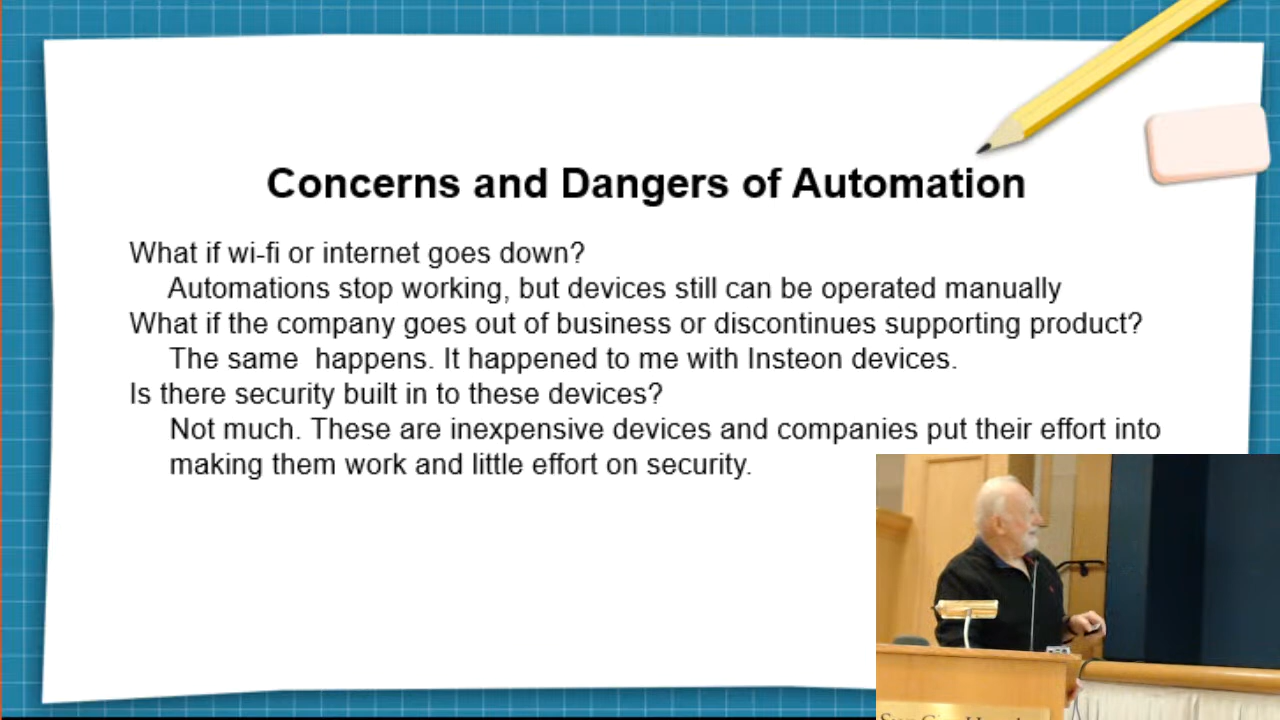 Concerns and Dangers of Automation
What if wi-fi or internet goes down?
Automations stop working, but devices still can be operated manually
What if the company goes out of business or discontinues supporting product?
The same  happens. It happened to me with Insteon devices.
Is there security built in to these devices?
Not much. These are inexpensive devices and companies put their effort into
making them work and little effort on security.